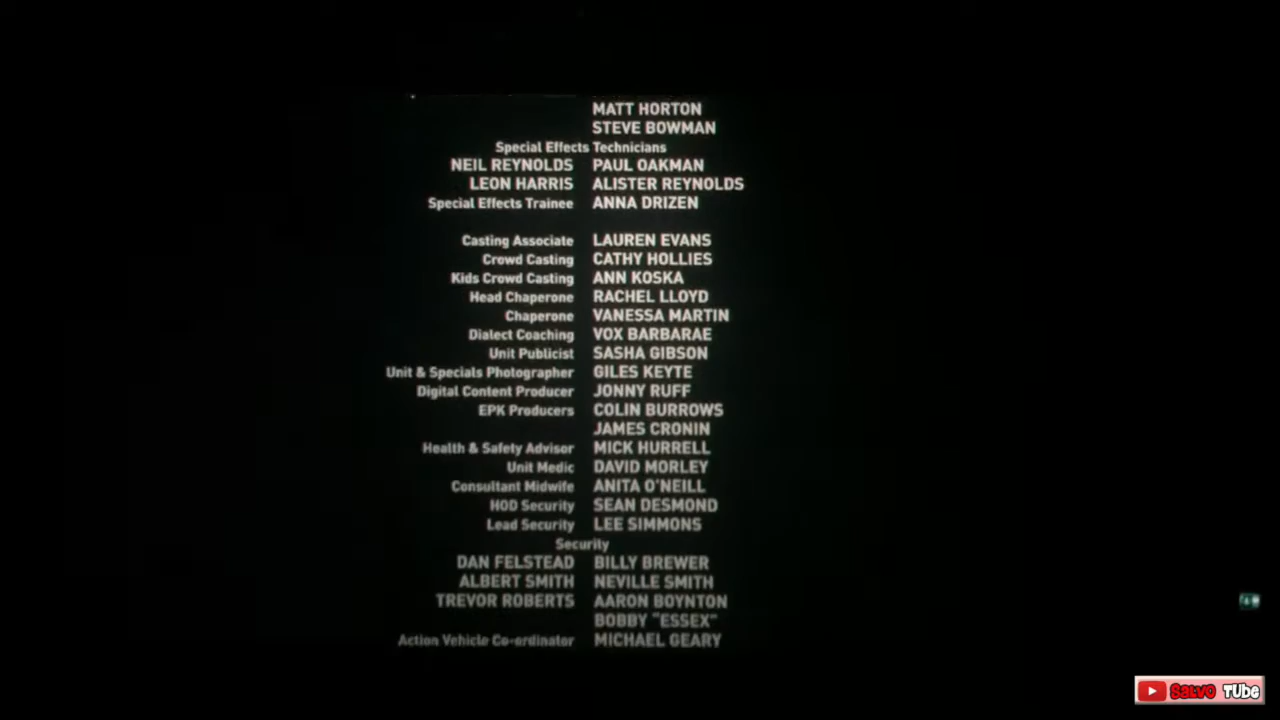 MATT HORTON
STEVE BOWMAN
Special Effects Technicians
NEIL REYNOLDS PAUL OAKMAN
LEON HARRIS ALISTER REYNOLDS
Special Effects Trainee ANNA DRIZEN
Casting Associate LAUREN EVANS
Crowd Casting CATHY HOLLIES
Kids Crowd Casting ANN KOSKA
Head Chaperone RACHEL LLOYD
Chaperone VANESSA MARTIN
Dialect Coaching VOX BARBARAE
Unit Publicist SASHA GIBSON
Unit & Specials Photographer GILES KEYTE
Digital Content Producer JONNY RUFF
EPK Producers COLIN BURROWS
JAMES CRONIN
Health & Safety Advisor MICK HURRELL
Unit Medic DAVID MORLEY
Consultant Midwife ANITA O'NEILL
HOD Security SEAN DESMOND
Lead Security LEE SIMMONS
Security
DAN FELSTEAD BILLY BREWER
ALBERT SMITH NEVILLE SMITH
TREVOR ROBERTS AARON BOYNTON
BOBBY "ESSEX"
Action Vehicle Co-ordinator MICHAEL GEARY
Salvo TUbe